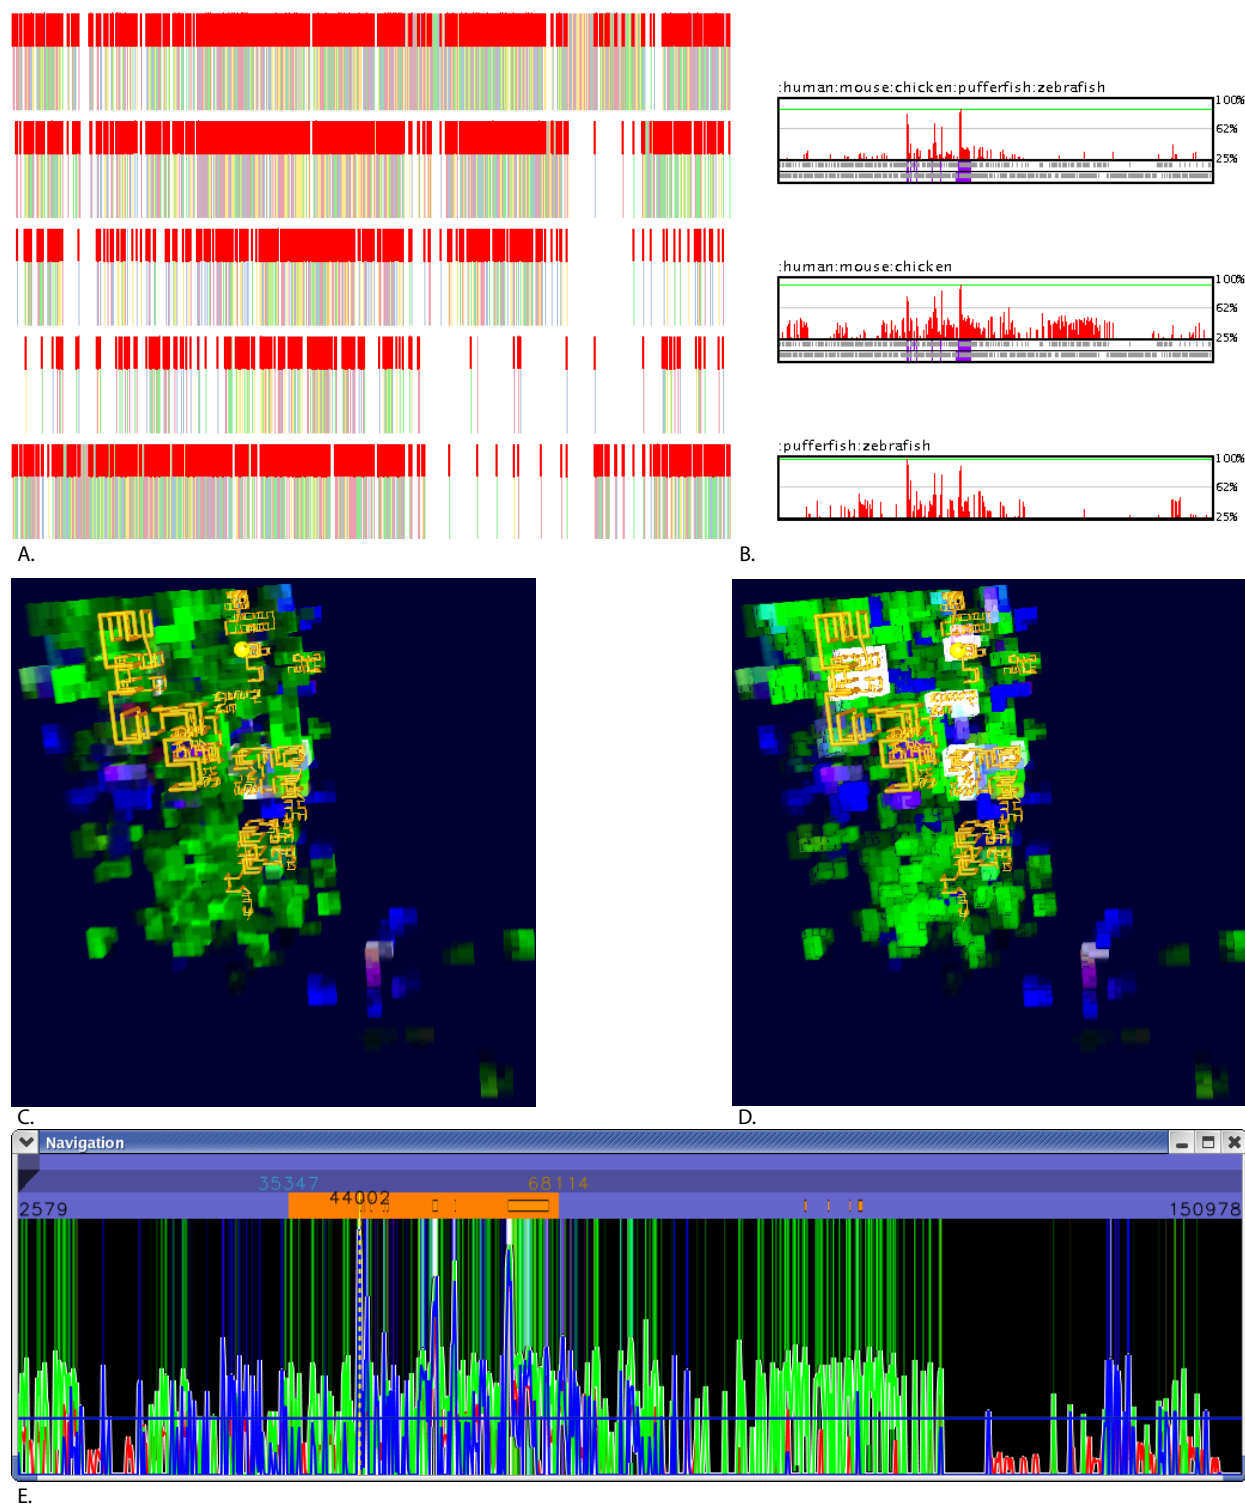 :human:mouse:chicken:pufferfish:zebrafish
100%
62%
25%
:human:mouse:chicken
100%
62%
25%
:pufferfish:zebrafish
100%
62%
25%
A.
B.
C.
D.
Navigation
35347
68114
44002
2579
150978
E.